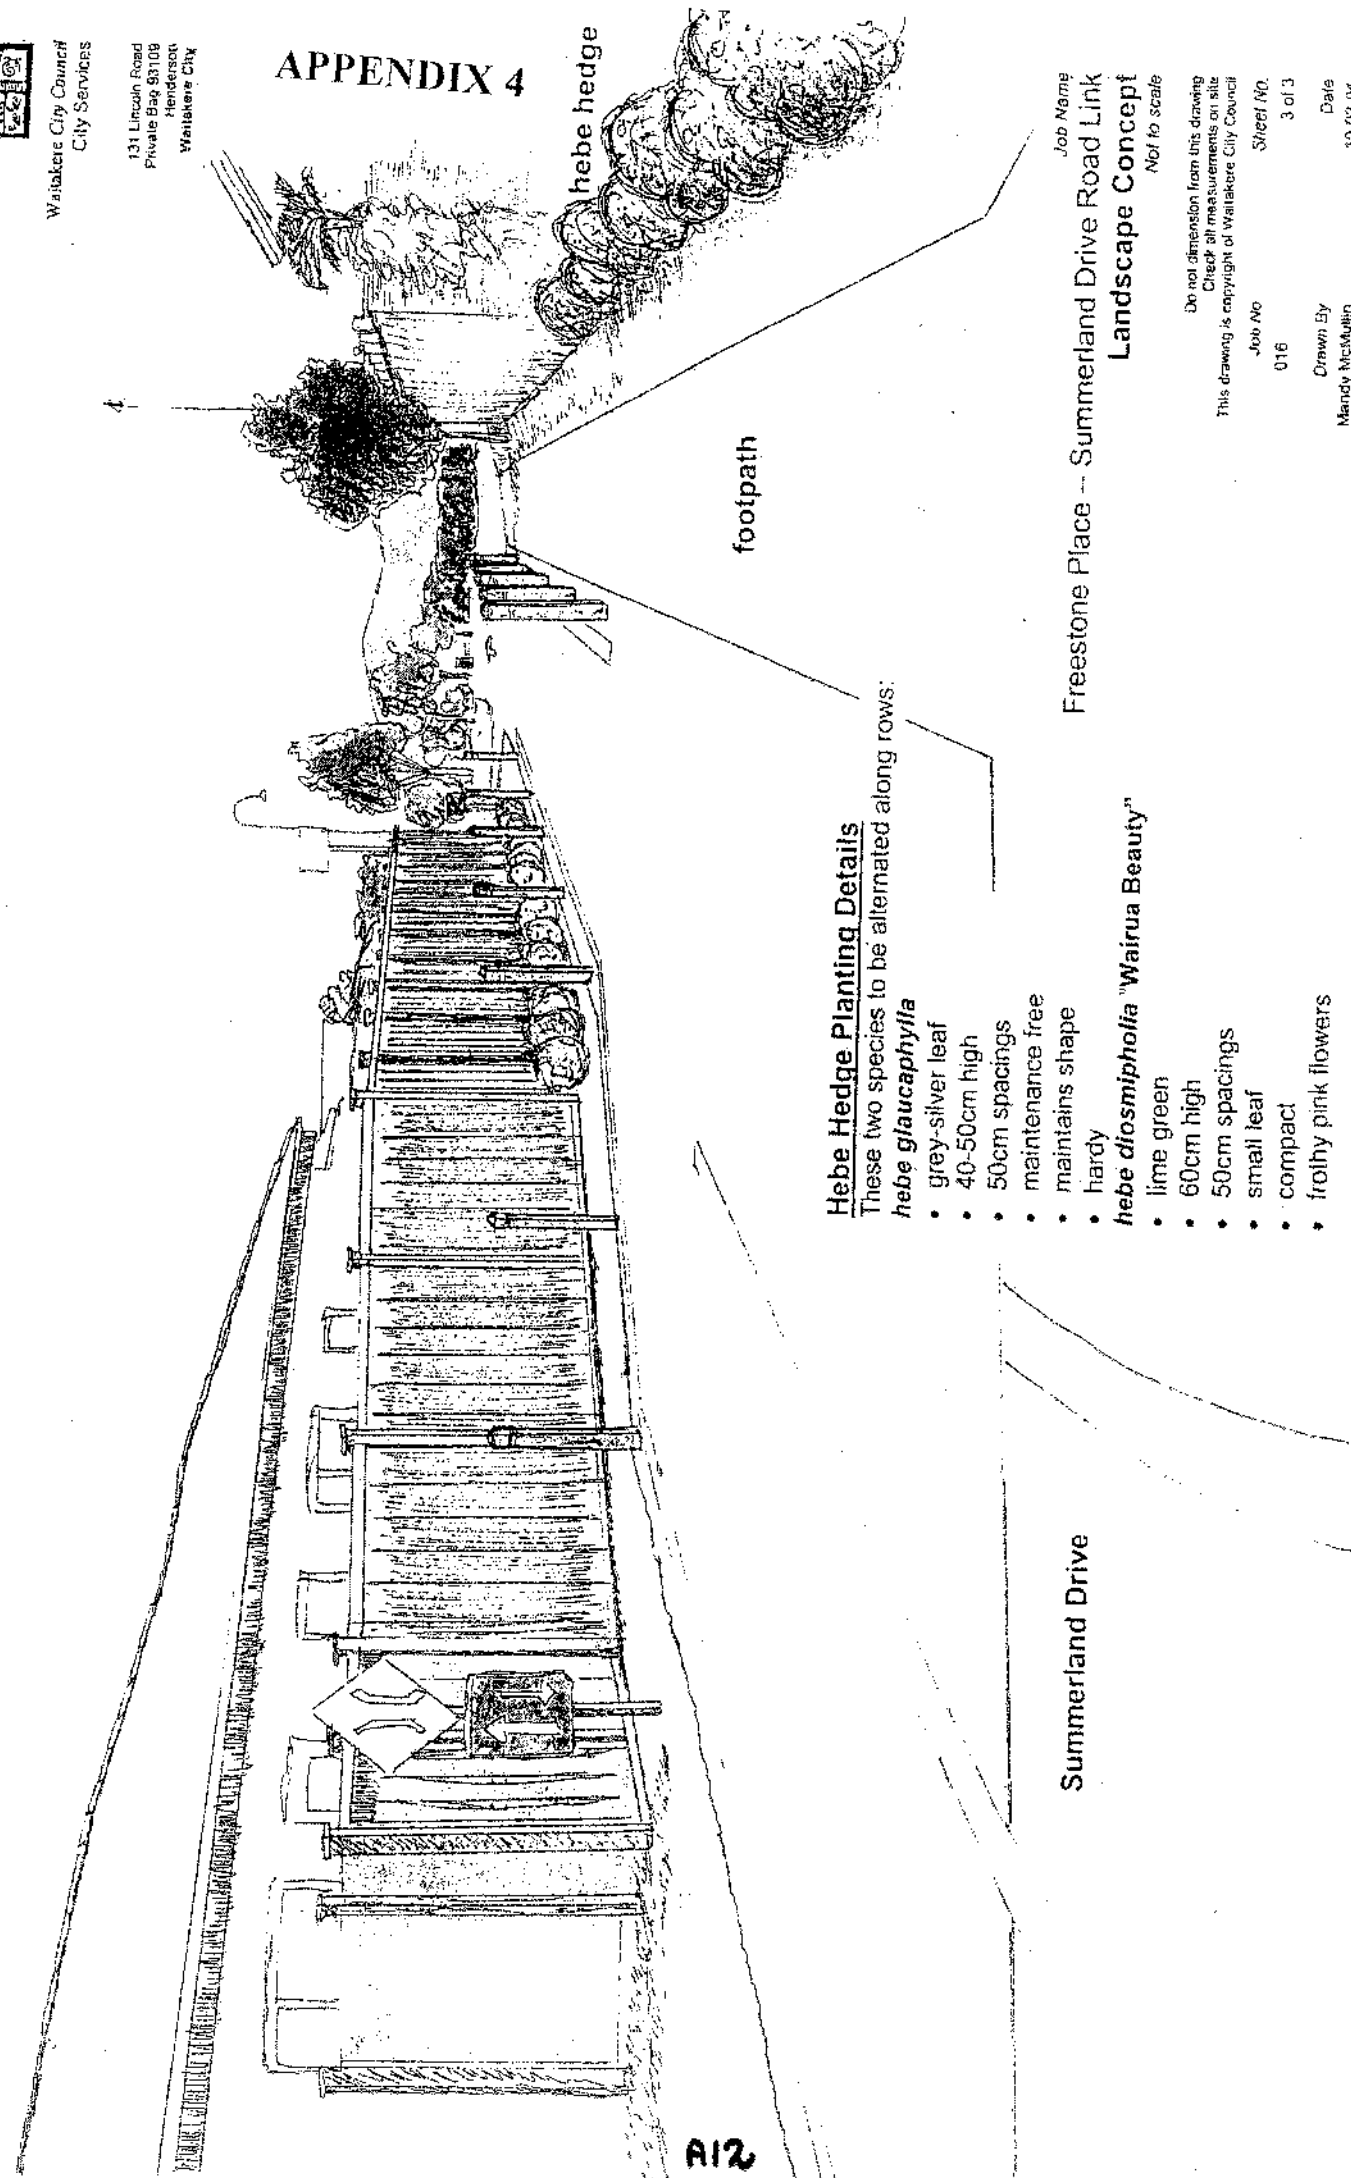 Waitakere City Council
City Services
131 Lincoln Road
Private Bag 93109
Henderson
Waitakere City
APPENDIX 4
hebe hedge
footpath
Summerland Drive
Hebe Hedge Planting Details
These two species to be alternated along rows:
hebe glaucaphylla
• grey-silver leaf
• 40-50cm high
• 50cm spacings
• maintenance free
• maintains shape
• hardy
hebe diosmipholia "Wairua Beauty"
• lime green
• 60cm high
• 50cm spacings
• small leaf
• compact
• frothy pink flowers
Job Name
Freestone Place – Summerland Drive Road Link
Landscape Concept
Not to scale
Do not dimension from this drawing
Check all measurements on site
This drawing is copyright of Waitakere City Council
Job No
Sheet No.
016
3 of 3
Drawn By
Date
Mandy McMullin
A12